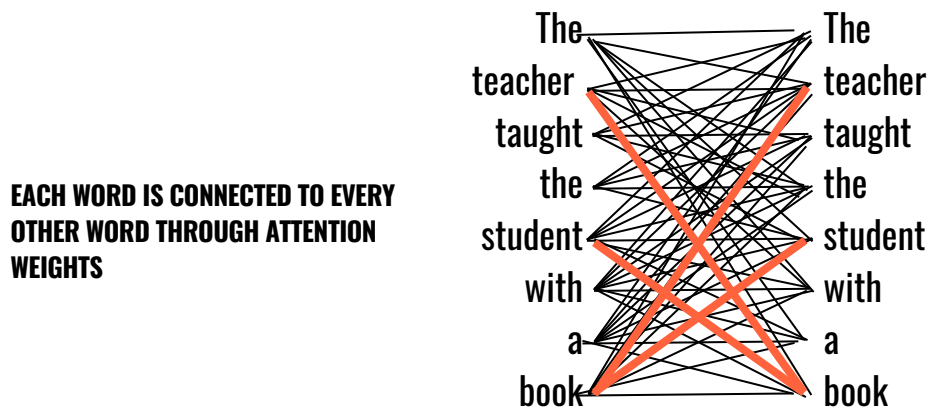 EACH WORD IS CONNECTED TO EVERY
OTHER WORD THROUGH ATTENTION
WEIGHTS
The
teacher
taught
the
student
with
a
book
The
teacher
taught
the
student
with
a
book